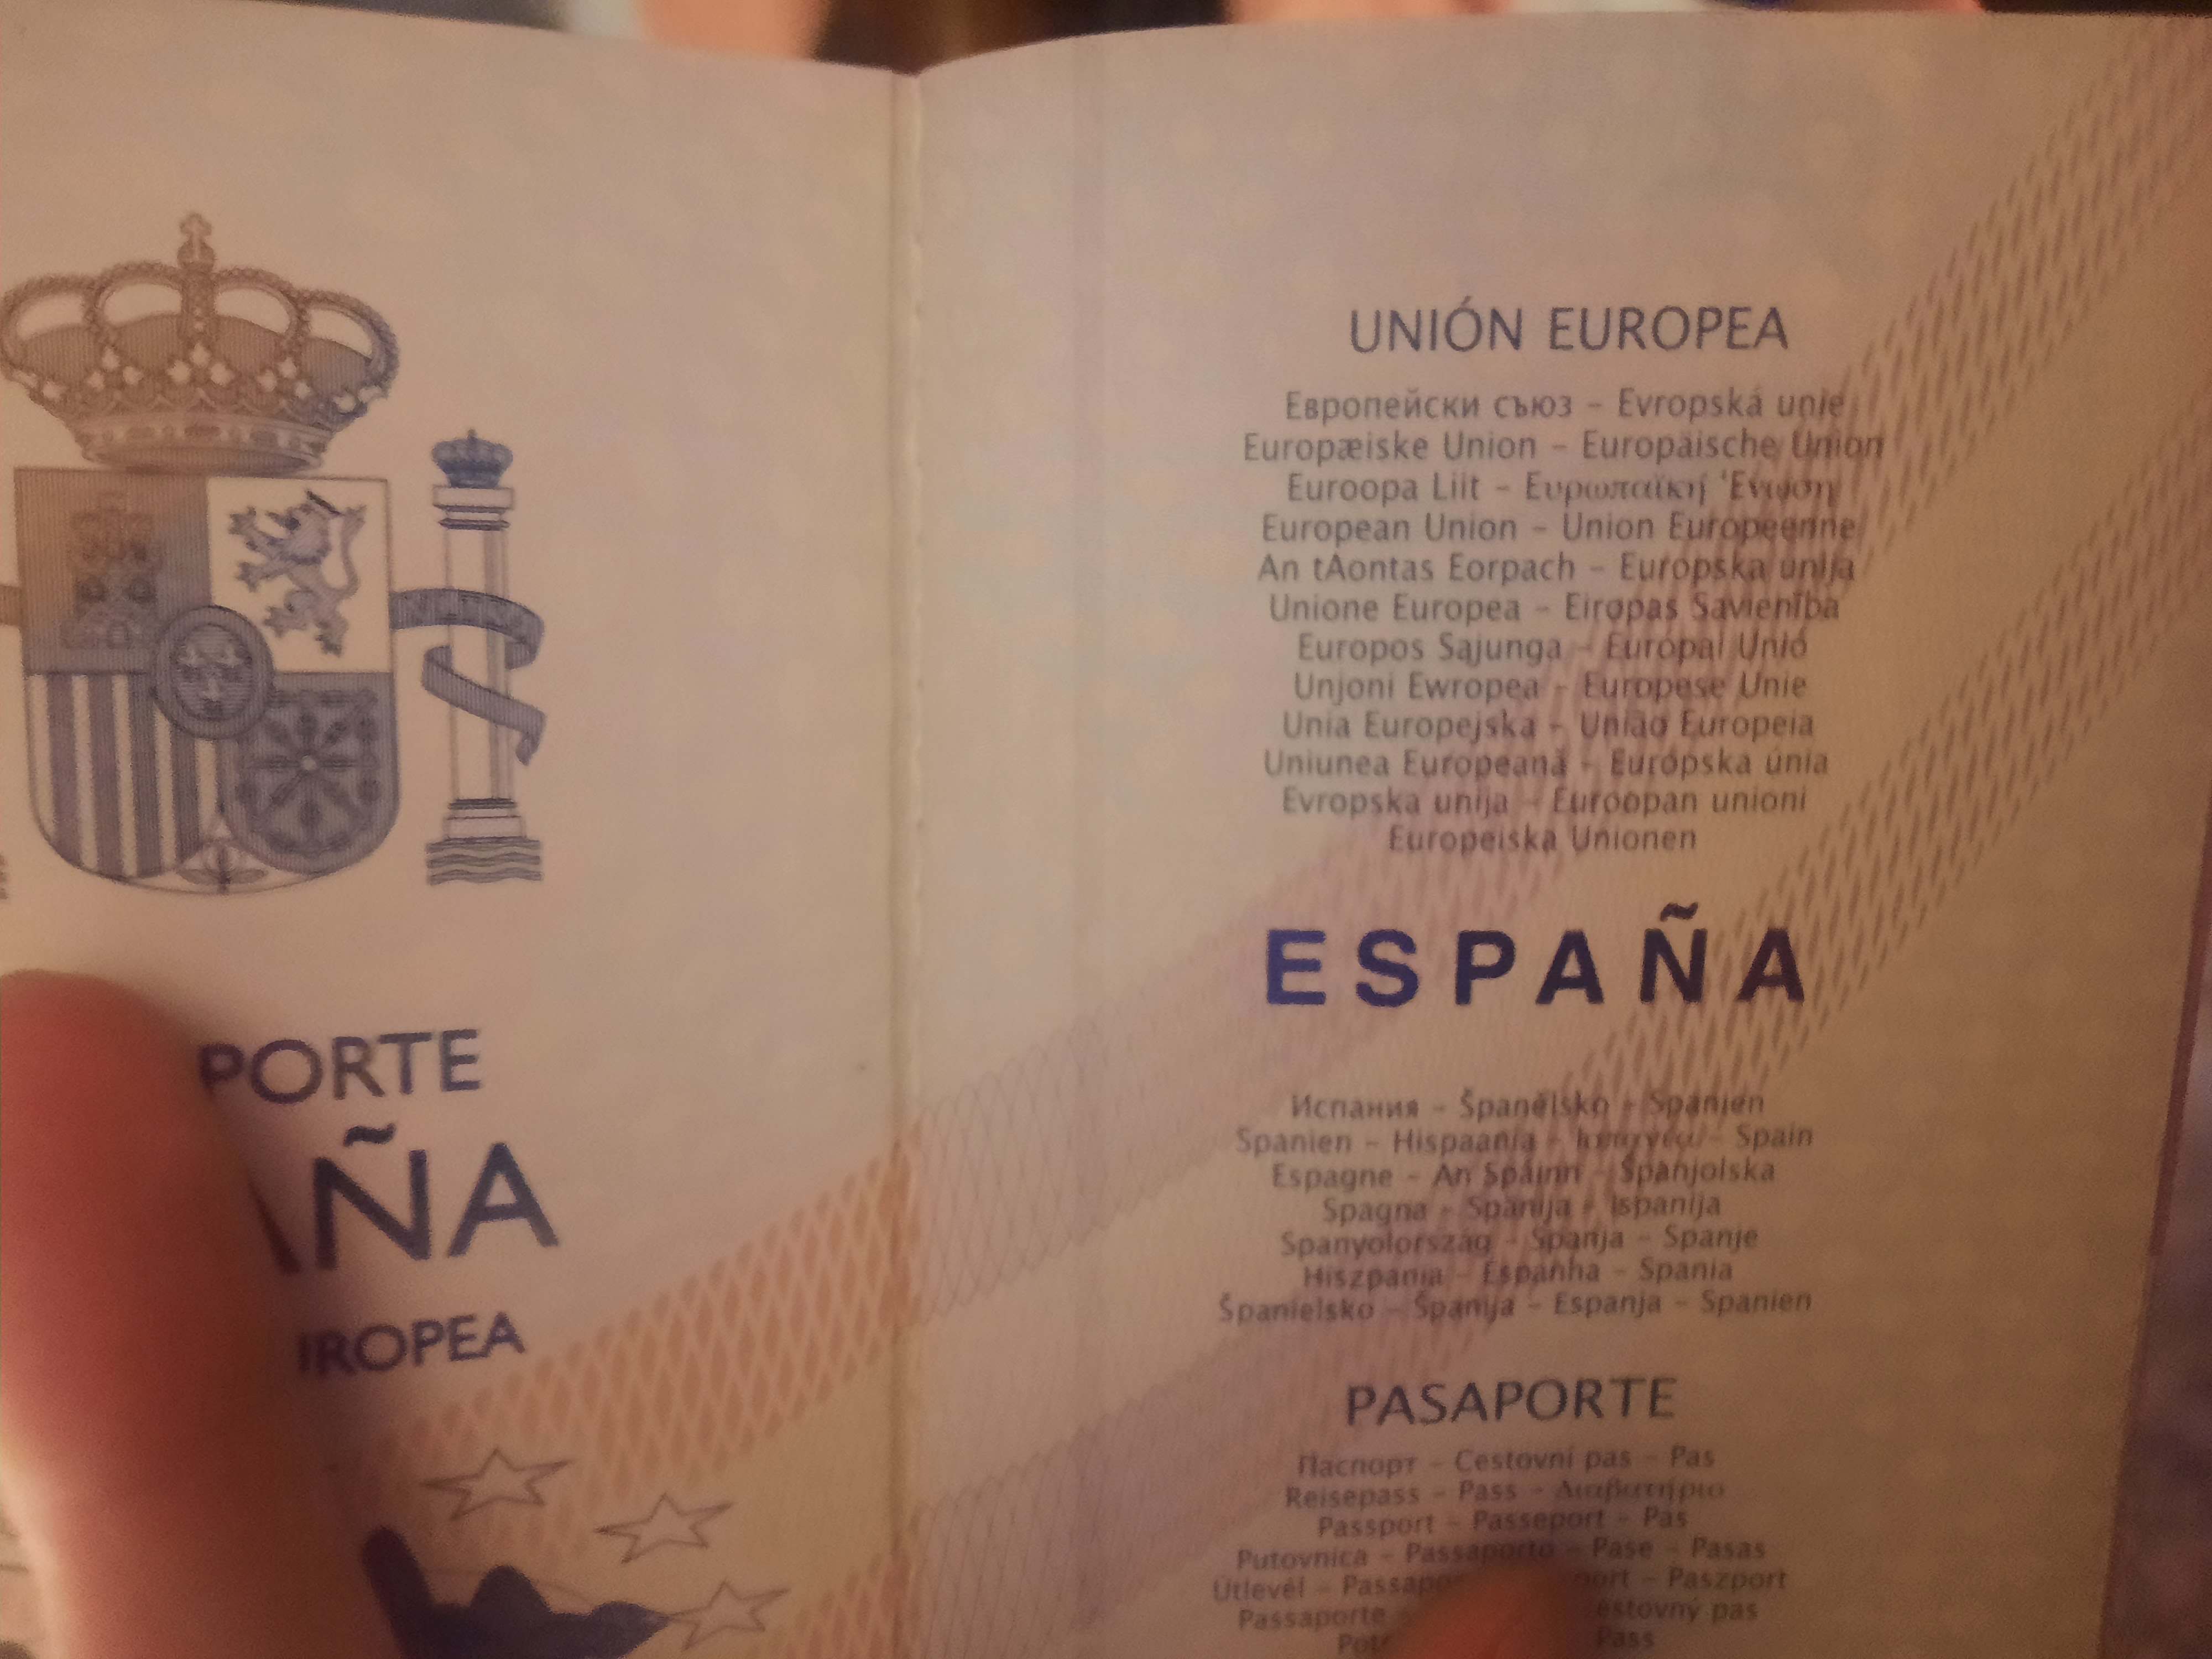 PORTE
AÑA
ROPEA
UNIÓN EUROPEA
Европейски съюз – Evropská unie
Europæiske Union – Europäische Union
Euroopa Liit – Ευρωπαϊκή Ένωση
European Union – Union Européenne
An tAontas Eorpach – Europska unija
Unione Europea – Eiropas Savienība
Europos Sąjunga – Európai Unió
Unjoni Ewropea – Europese Unie
Unia Europejska – União Europeia
Uniunea Europeană – Európska únia
Evropska unija – Euroopan unioni
Europeiska Unionen
ESPAÑA
Испания – Španělsko – Spanien
Spanien – Hispaania – Ισπανία – Spain
Espagne – An Spáinn – Španjolska
Spagna – Spānija – Ispanija
Spanyolország – Spanja – Spanje
Hiszpania – Espanha – Spania
Španielsko – Španija – Espanja – Spanien
PASAPORTE
Паспорт – Cestovní pas – Pas
Reisepass – Pass – Διαβατήριο
Passport – Passeport – Pas
Putovnica – Passaporto – Pase – Pasas
Útlevél – Paszport
Passaporte – pas
Pass